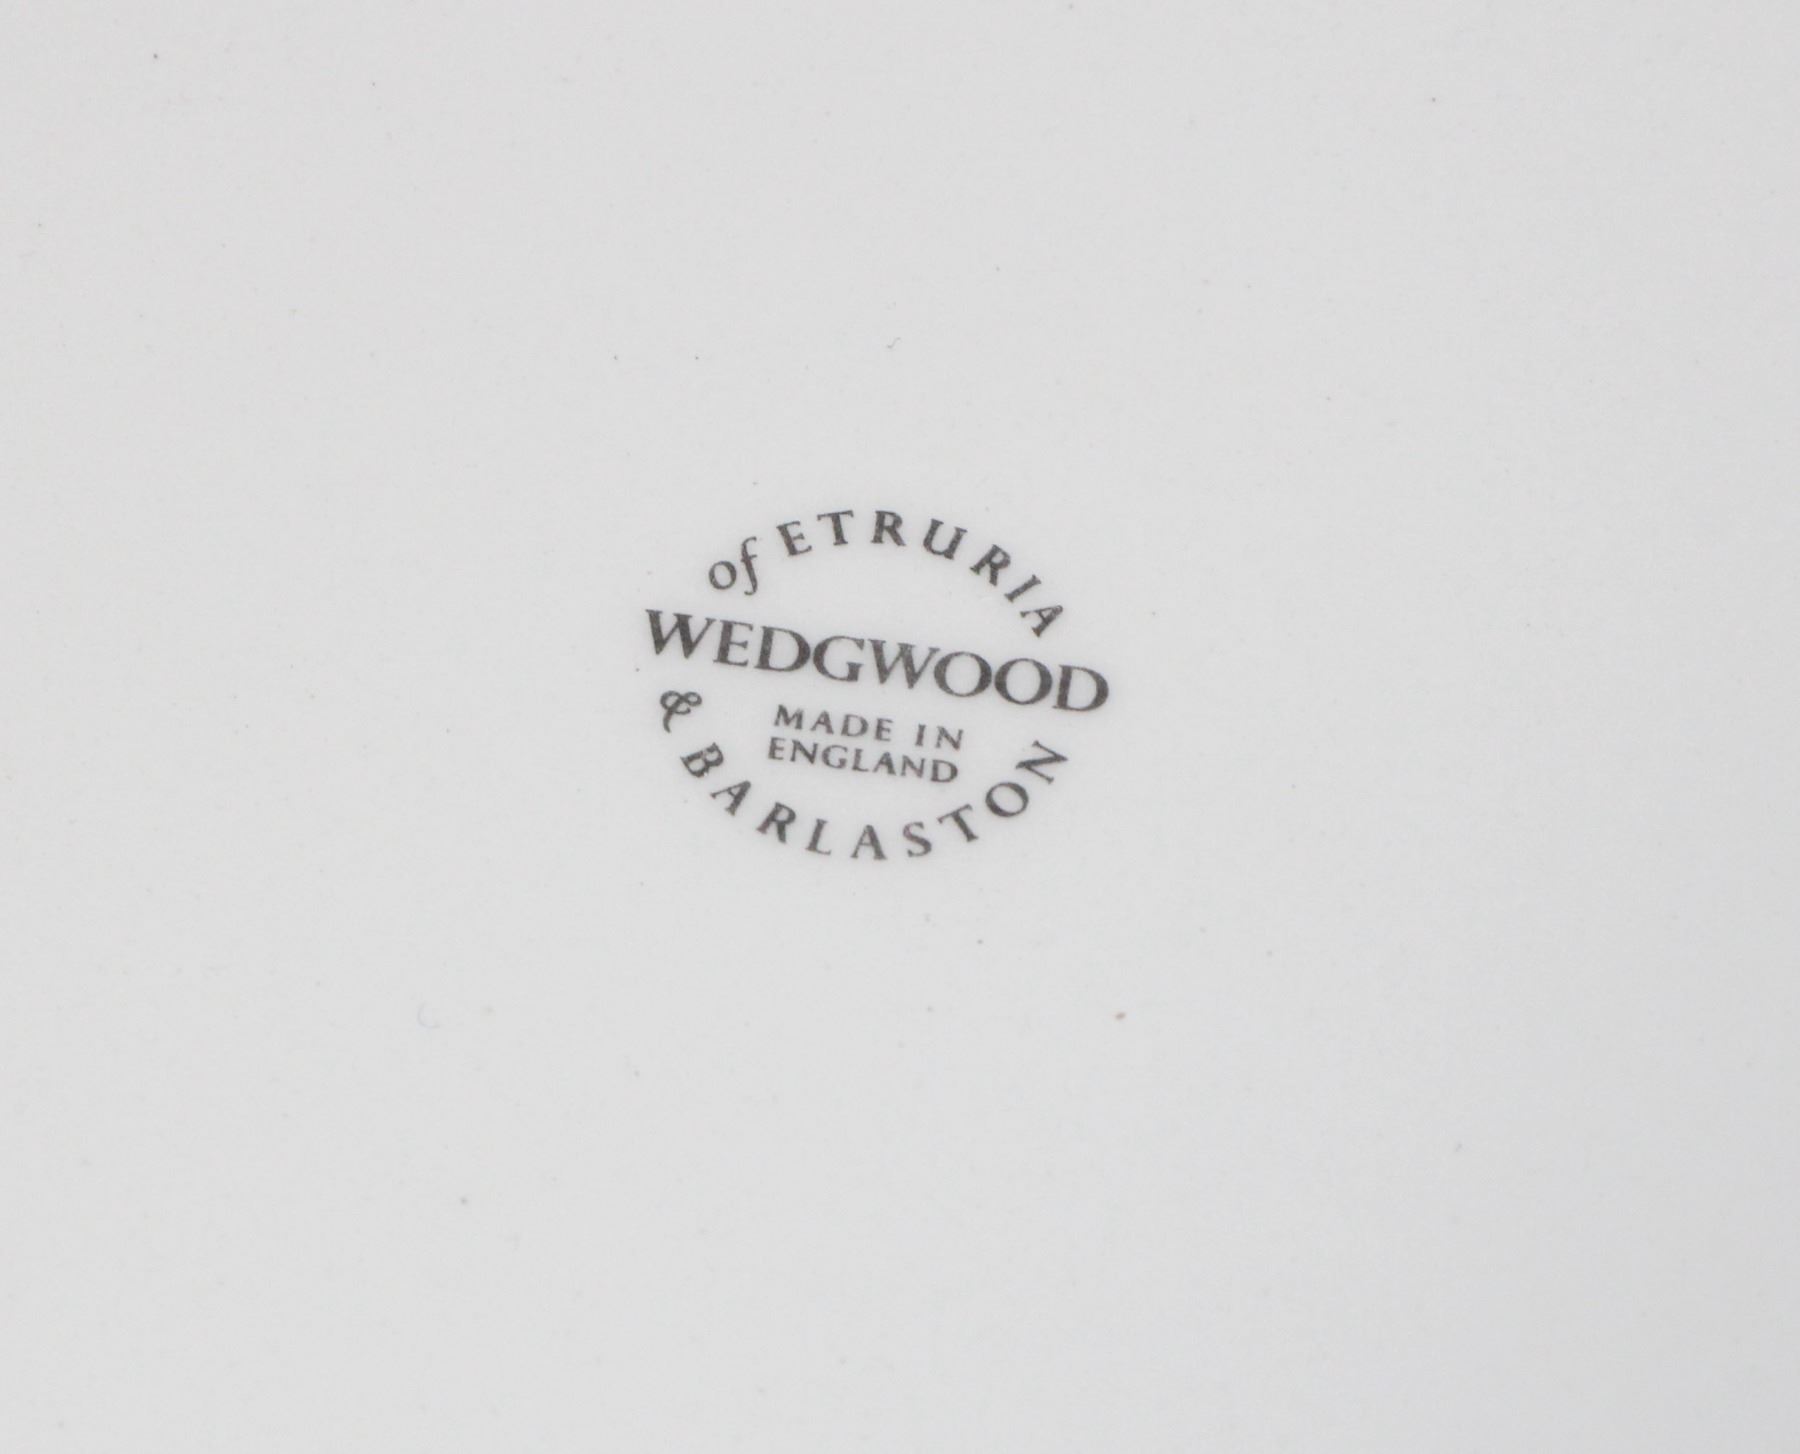 of ETRURIA
WEDGWOOD
MADE IN
ENGLAND
& BARLASTON